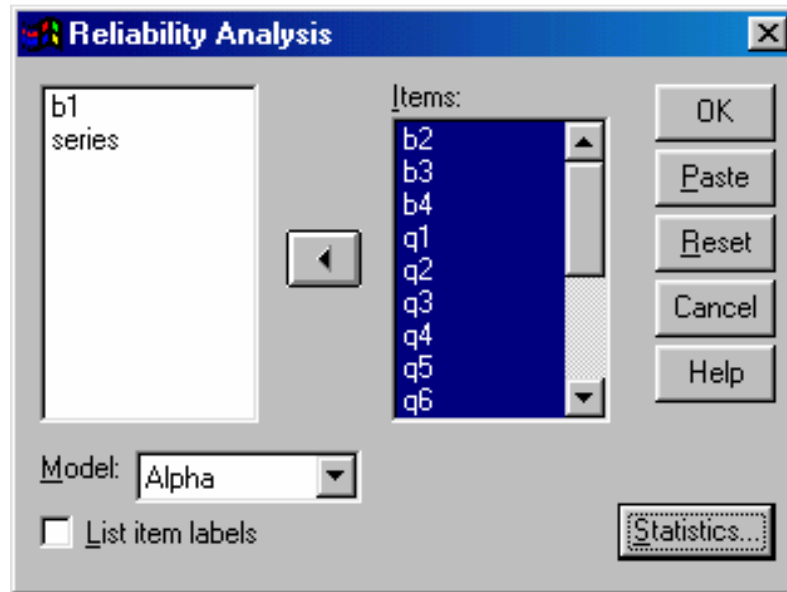 Reliability Analysis
b1
series
Items:
b2
b3
b4
q1
q2
q3
q4
q5
q6
OK
Paste
Reset
Cancel
Help
Model:
Alpha
List item labels
Statistics...